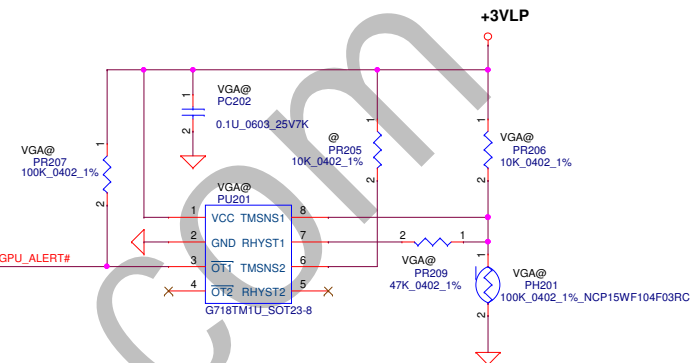 +3VLP
VGA@
PC202
0.1U_0603_25V7K
1
2
VGA@
PR207
100K_0402_1%
1
2
@
PR205
10K_0402_1%
1
2
VGA@
PR206
10K_0402_1%
1
2
VGA@
PU201
1 VCC TMSNS1 8
2 GND RHYST1 7
3 OT1 TMSNS2 6
4 OT2 RHYST2 5
G718TM1U_SOT23-8
GPU_ALERT#
2 1
VGA@
PR209
47K_0402_1%
1
2
VGA@
PH201
100K_0402_1%_NCP15WF104F03RC
com